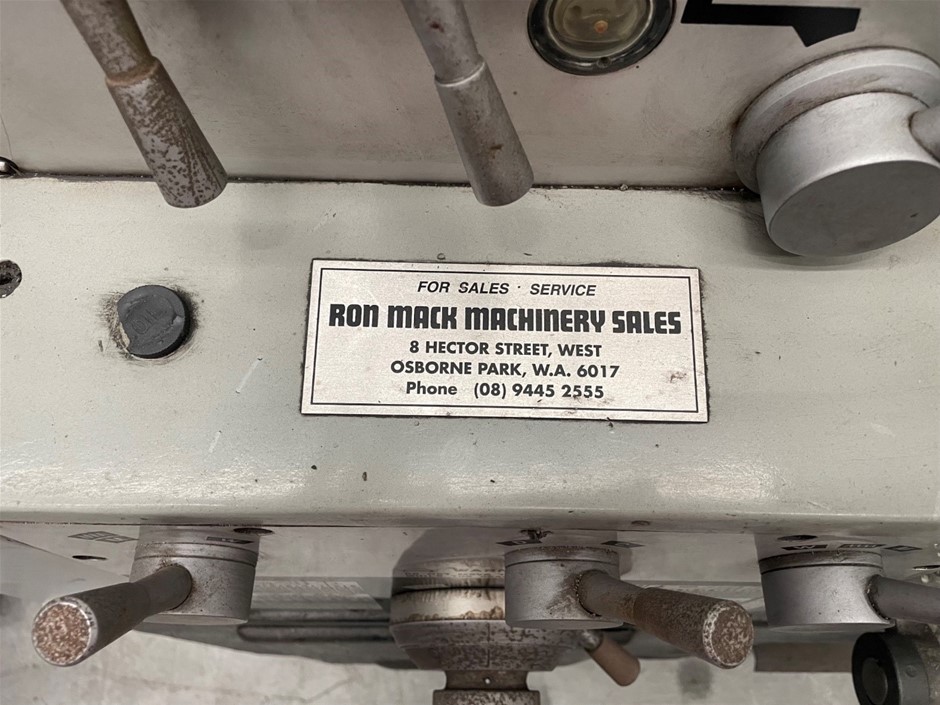 FOR SALES · SERVICE
RON MACK MACHINERY SALES
8 HECTOR STREET, WEST
OSBORNE PARK, W.A. 6017
Phone (08) 9445 2555